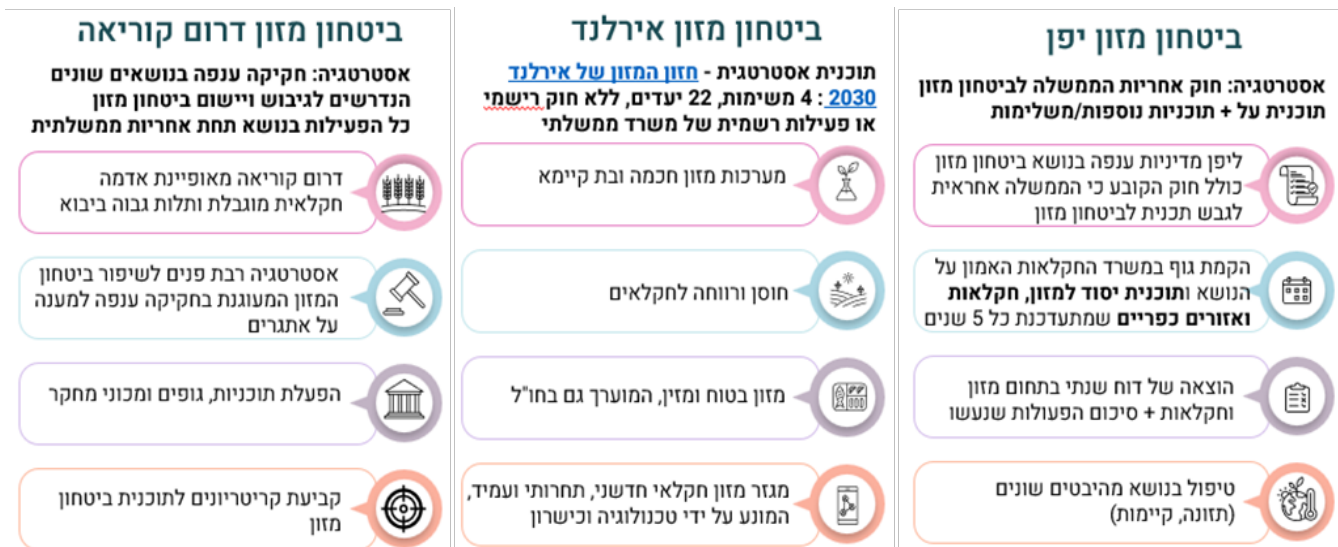 ביטחון מזון יפן
אסטרטגיה: חוק אחריות הממשלה לביטחון מזון
תוכנית על + תוכניות נוספות/משלימות
ליפן מדיניות ענפה בנושא ביטחון מזון
כולל חוק הקובע כי הממשלה אחראית
לגבש תכנית לביטחון מזון
הקמת גוף במשרד החקלאות האמון על
הנושא ותוכנית יסוד למזון, חקלאות
ואזורים כפריים שמתעדכנת כל 5 שנים
הוצאה של דוח שנתי בתחום מזון
וחקלאות + סיכום הפעולות שנעשו
טיפול בנושא מהיבטים שונים
(תזונה, קיימות)
ביטחון מזון אירלנד
תוכנית אסטרטגית - חזון המזון של אירלנד
2030 : 4 משימות, 22 יעדים, ללא חוק רישמי
או פעילות רשמית של משרד ממשלתי
מערכות מזון חכמה ובת קיימא
חוסן ורווחה לחקלאים
מזון בטוח ומזין, המוערך גם בחו"ל
מגזר מזון חקלאי חדשני, תחרותי ועמיד,
המונע על ידי טכנולוגיה וכישרון
ביטחון מזון דרום קוריאה
אסטרטגיה: חקיקה ענפה בנושאים שונים
הנדרשים לגיבוש ויישום ביטחון מזון
כל הפעילות בנושא תחת אחריות ממשלתית
דרום קוריאה מאופיינת אדמה
חקלאית מוגבלת ותלות גבוה ביבוא
אסטרטגיה רבת פנים לשיפור ביטחון
המזון המעוגנת בחקיקה ענפה למענה
על אתגרים
הפעלת תוכניות, גופים ומכוני מחקר
קביעת קריטריונים לתוכנית ביטחון
מזון